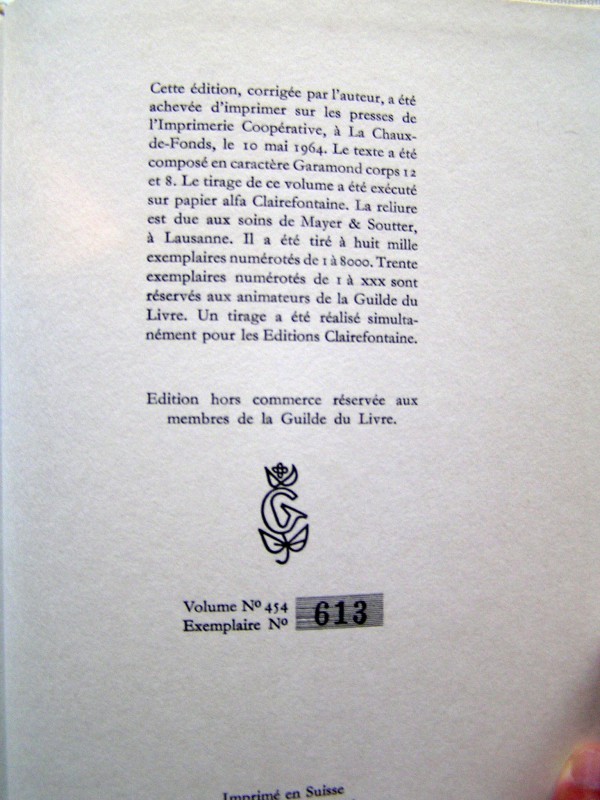 Cette édition, corrigée par l'auteur, a été
achevée d'imprimer sur les presses de
l'Imprimerie Coopérative, à La Chaux-
de-Fonds, le 10 mai 1964. Le texte a été
composé en caractère Garamond corps 12
et 8. Le tirage de ce volume a été exécuté
sur papier alfa Clairefontaine. La reliure
est due aux soins de Mayer & Soutter,
à Lausanne. Il a été tiré à huit mille
exemplaires numérotés de 1 à 8000. Trente
exemplaires numérotés de 1 à xxx sont
réservés aux animateurs de la Guilde du
Livre. Un tirage a été réalisé simulta-
nément pour les Editions Clairefontaine.
Edition hors commerce réservée aux
membres de la Guilde du Livre.
G
Volume Nº 454
Exemplaire Nº 613
Imprimé en Suisse